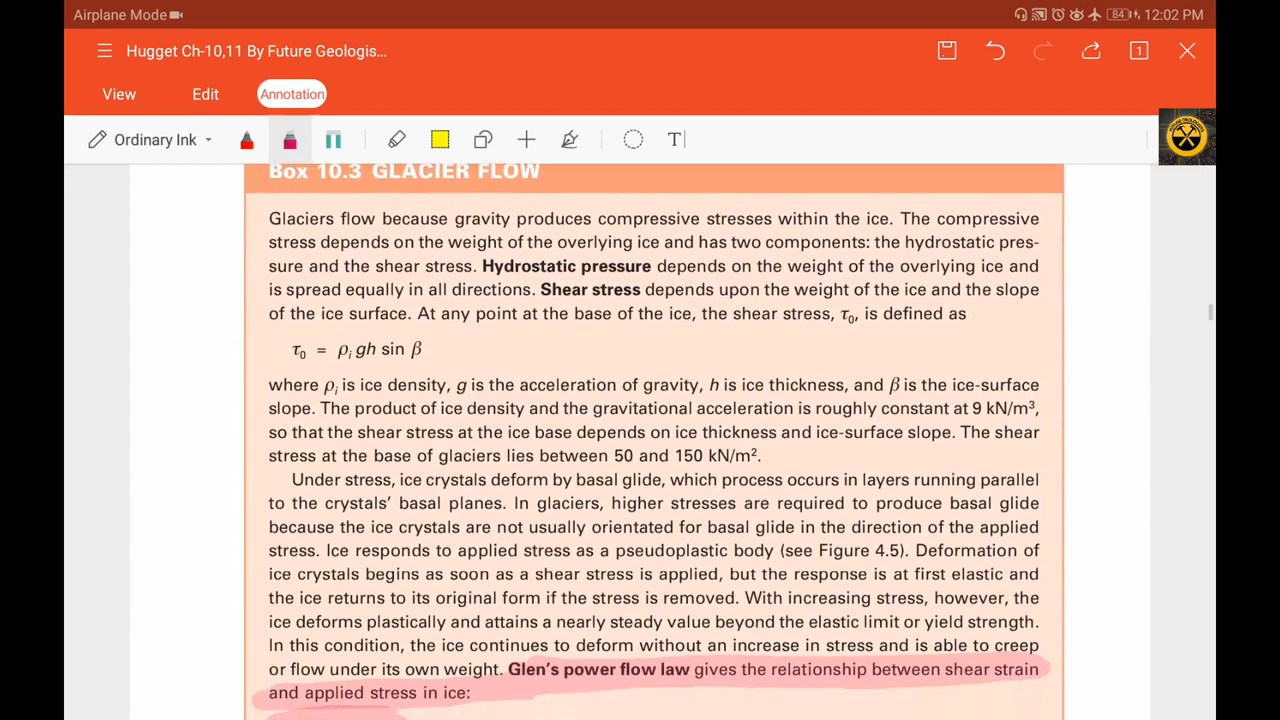 Airplane Mode
84
12:02 PM
Hugget Ch-10,11 By Future Geologis...
1
View
Edit
Annotation
Ordinary Ink
T
Box 10.3 GLACIER FLOW
Glaciers flow because gravity produces compressive stresses within the ice. The compressive
stress depends on the weight of the overlying ice and has two components: the hydrostatic pres-
sure and the shear stress. Hydrostatic pressure depends on the weight of the overlying ice and
is spread equally in all directions. Shear stress depends upon the weight of the ice and the slope
of the ice surface. At any point at the base of the ice, the shear stress, τ₀, is defined as
τ₀ = ρᵢ gh sin β
where ρᵢ is ice density, g is the acceleration of gravity, h is ice thickness, and β is the ice-surface
slope. The product of ice density and the gravitational acceleration is roughly constant at 9 kN/m³,
so that the shear stress at the ice base depends on ice thickness and ice-surface slope. The shear
stress at the base of glaciers lies between 50 and 150 kN/m².
Under stress, ice crystals deform by basal glide, which process occurs in layers running parallel
to the crystals' basal planes. In glaciers, higher stresses are required to produce basal glide
because the ice crystals are not usually orientated for basal glide in the direction of the applied
stress. Ice responds to applied stress as a pseudoplastic body (see Figure 4.5). Deformation of
ice crystals begins as soon as a shear stress is applied, but the response is at first elastic and
the ice returns to its original form if the stress is removed. With increasing stress, however, the
ice deforms plastically and attains a nearly steady value beyond the elastic limit or yield strength.
In this condition, the ice continues to deform without an increase in stress and is able to creep
or flow under its own weight. Glen's power flow law gives the relationship between shear strain
and applied stress in ice: